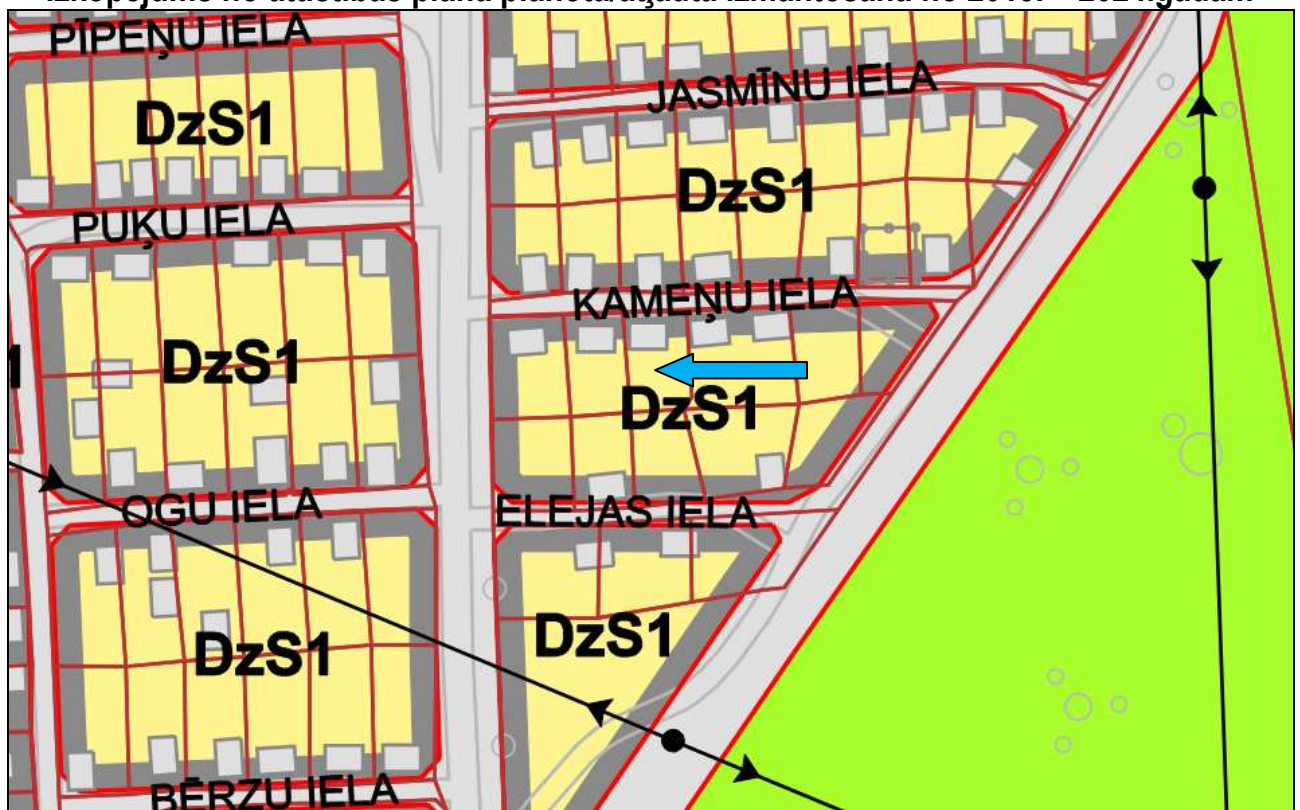 PĪPEŅU IELA
DzS1
JASMĪNU IELA
DzS1
PUĶU IELA
KAMEŅU IELA
DzS1
1
DzS1
OGU IELA
ELEJAS IELA
DzS1
DzS1
BĒRZU IELA